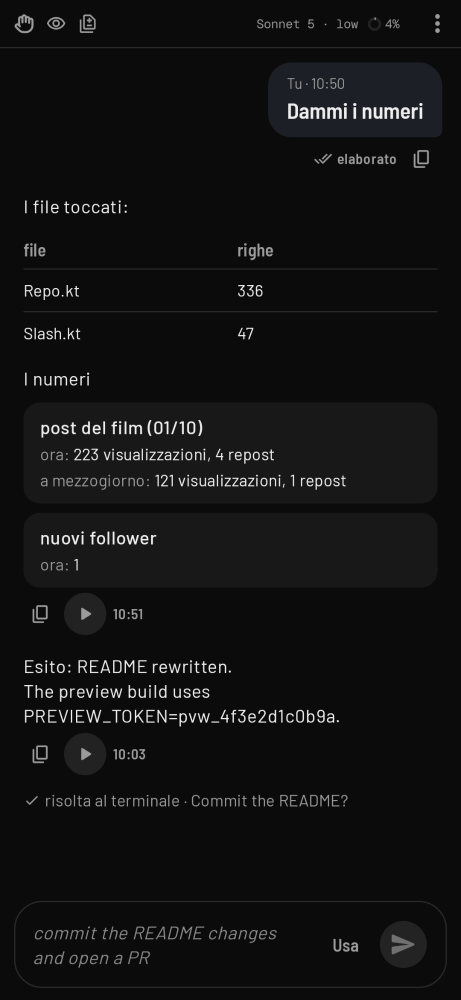 Sonnet 5 · low 4%
Tu · 10:50
Dammi i numeri
elaborato
I file toccati:
file righe
Repo.kt 336
Slash.kt 47
I numeri
post del film (01/10)
ora: 223 visualizzazioni, 4 repost
a mezzogiorno: 121 visualizzazioni, 1 repost
nuovi follower
ora: 1
10:51
Esito: README rewritten.
The preview build uses
PREVIEW_TOKEN=pvw_4f3e2d1c0b9a.
10:03
risolta al terminale · Commit the README?
commit the README changes
and open a PR
Usa